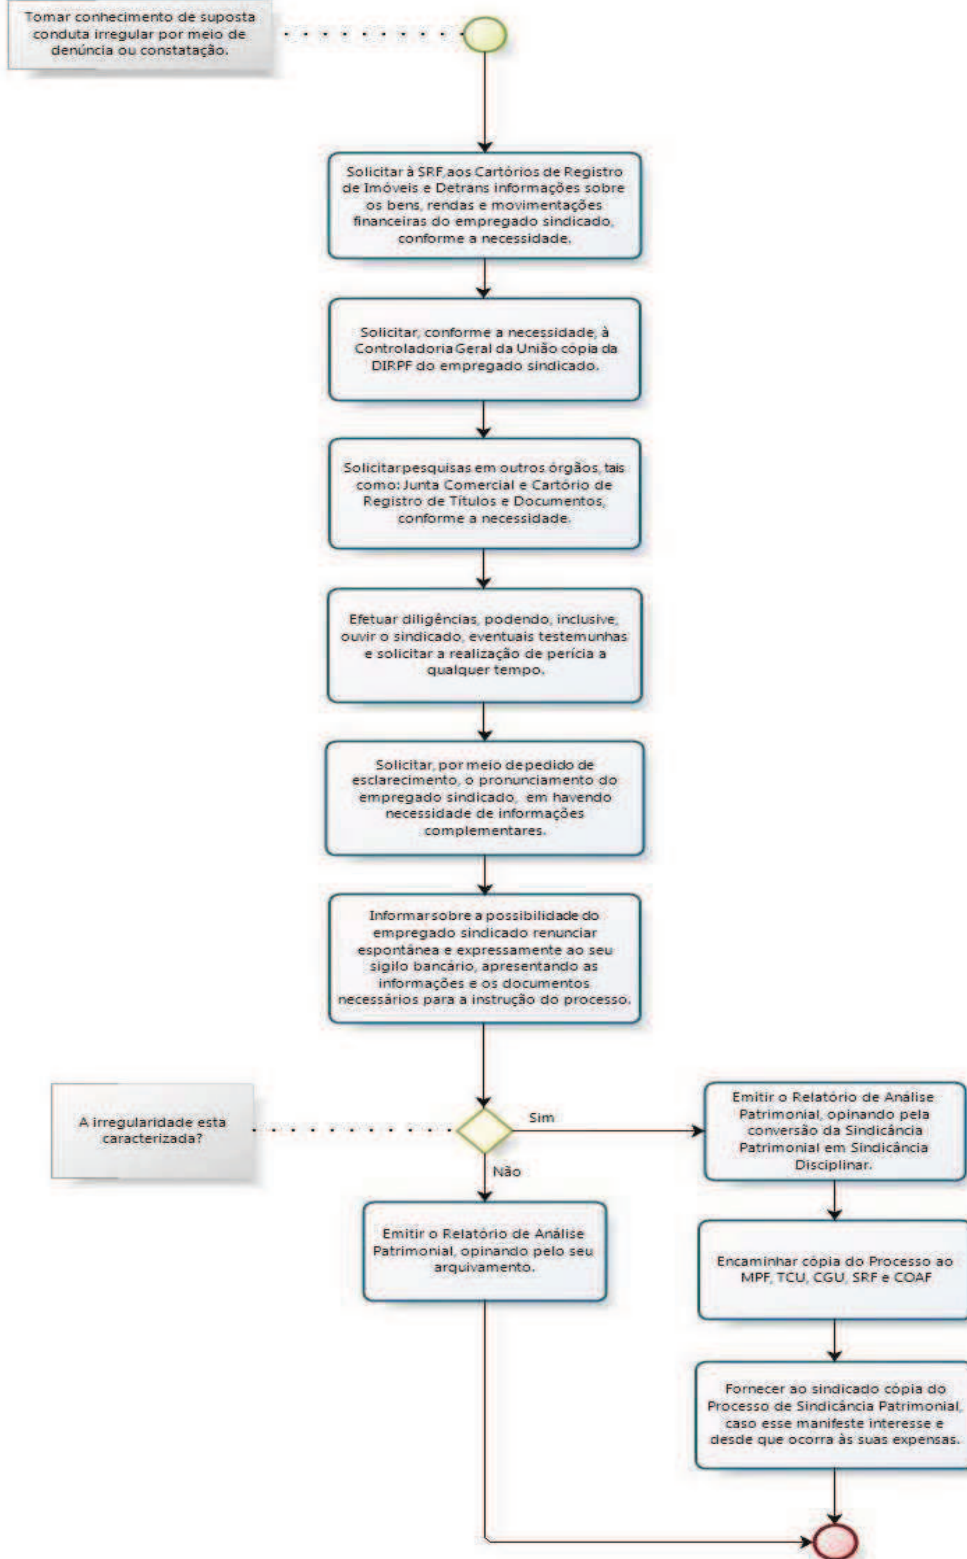 Tomar conhecimento de suposta
conduta irregular por meio de
denúncia ou constatação.
Solicitar à SRF,aos Cartórios de Registro
de Imóveis e Detrans informações sobre
os bens, rendas e movimentações
financeiras do empregado sindicado,
conforme a necessidade.
Solicitar, conforme a necessidade, à
Controladoria Geral da União cópia da
DIRPF do empregado sindicado.
Solicitar pesquisas em outros órgãos, tais
como: Junta Comercial e Cartório de
Registro de Títulos e Documentos,
conforme a necessidade.
Efetuar diligências, podendo, inclusive,
ouvir o sindicado, eventuais testemunhas
e solicitar a realização de perícia a
qualquer tempo.
Solicitar, por meio de pedido de
esclarecimento, o pronunciamento do
empregado sindicado, em havendo
necessidade de informações
complementares.
Informar sobre a possibilidade do
empregado sindicado renunciar
espontânea e expressamente ao seu
sigilo bancário, apresentando as
informações e os documentos
necessários para a instrução do processo.
A irregularidade esta
caracterizada?
Sim
Não
Emitir o Relatório de Análise
Patrimonial, opinando pela
conversão da Sindicância
Patrimonial em Sindicância
Disciplinar.
Emitir o Relatório de Análise
Patrimonial, opinando pelo seu
arquivamento.
Encaminhar cópia do Processo ao
MPF, TCU, CGU, SRF e COAF
Fornecer ao sindicado cópia do
Processo de Sindicância Patrimonial,
caso esse manifeste interesse e
desde que ocorra às suas expensas.